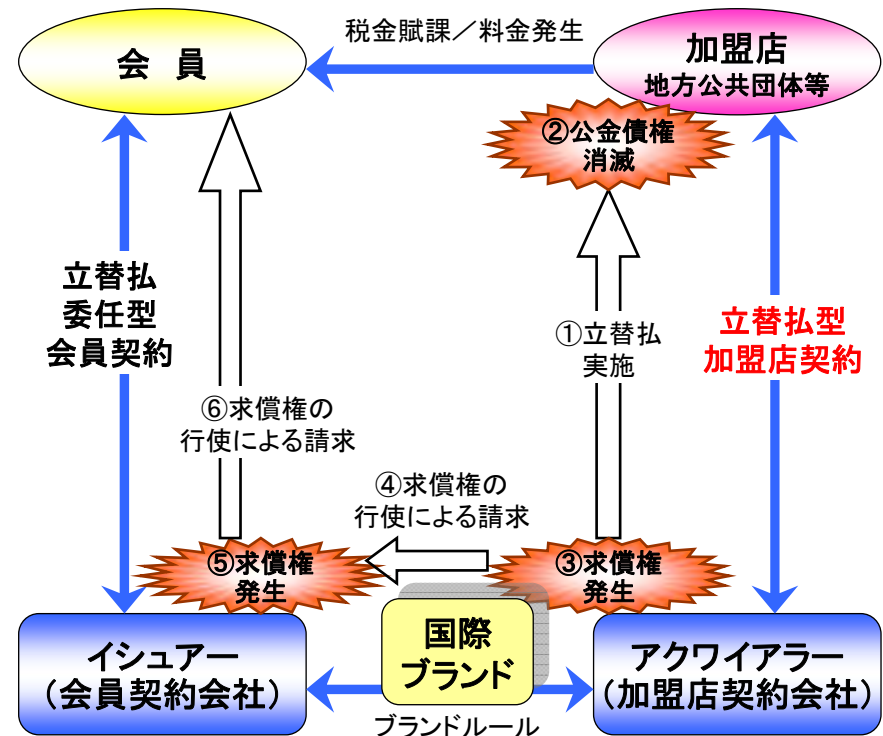 税金賦課／料金発生
会 員
加盟店
地方公共団体等
②公金債権
消滅
立替払
委任型
会員契約
①立替払
実施
立替払型
加盟店契約
⑥求償権の
行使による請求
④求償権の
行使による請求
⑤求償権
発生
③求償権
発生
イシュアー
（会員契約会社）
国際
ブランド
アクワイアラー
（加盟店契約会社）
ブランドルール